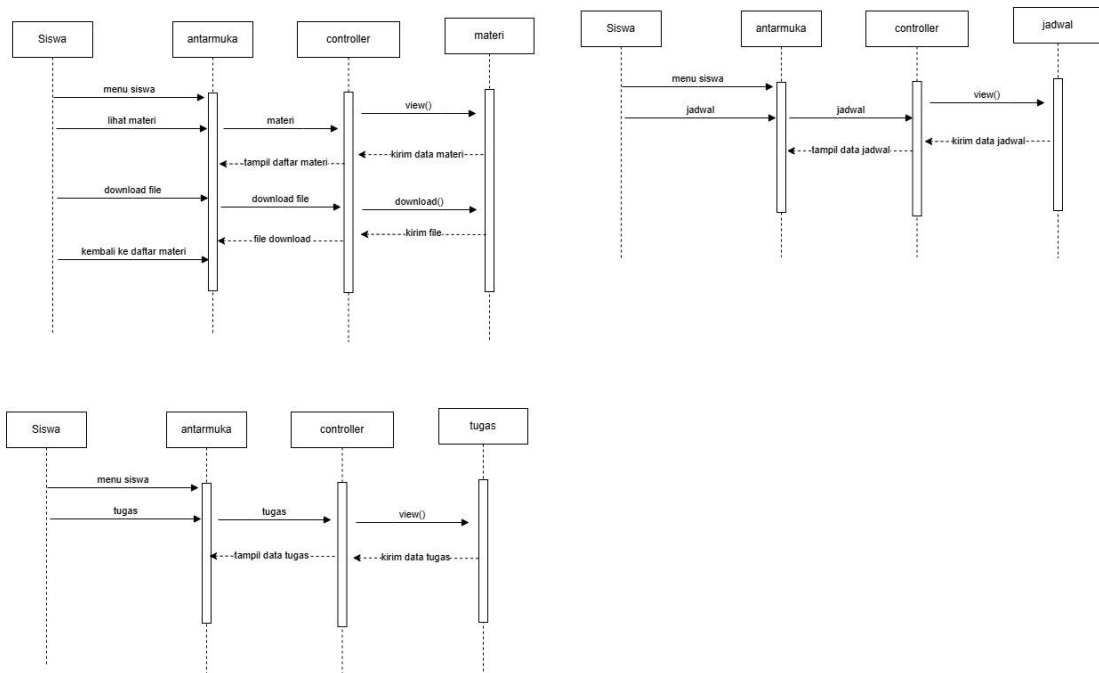 Siswa
antarmuka
controller
materi
menu siswa
view()
lihat materi
materi
kirim data materi
tampil daftar materi
download file
download file
download()
kirim file
file download
kembali ke daftar materi
Siswa
antarmuka
controller
jadwal
menu siswa
view()
jadwal
jadwal
kirim data jadwal
tampil data jadwal
Siswa
antarmuka
controller
tugas
menu siswa
tugas
tugas
view()
tampil data tugas
kirim data tugas